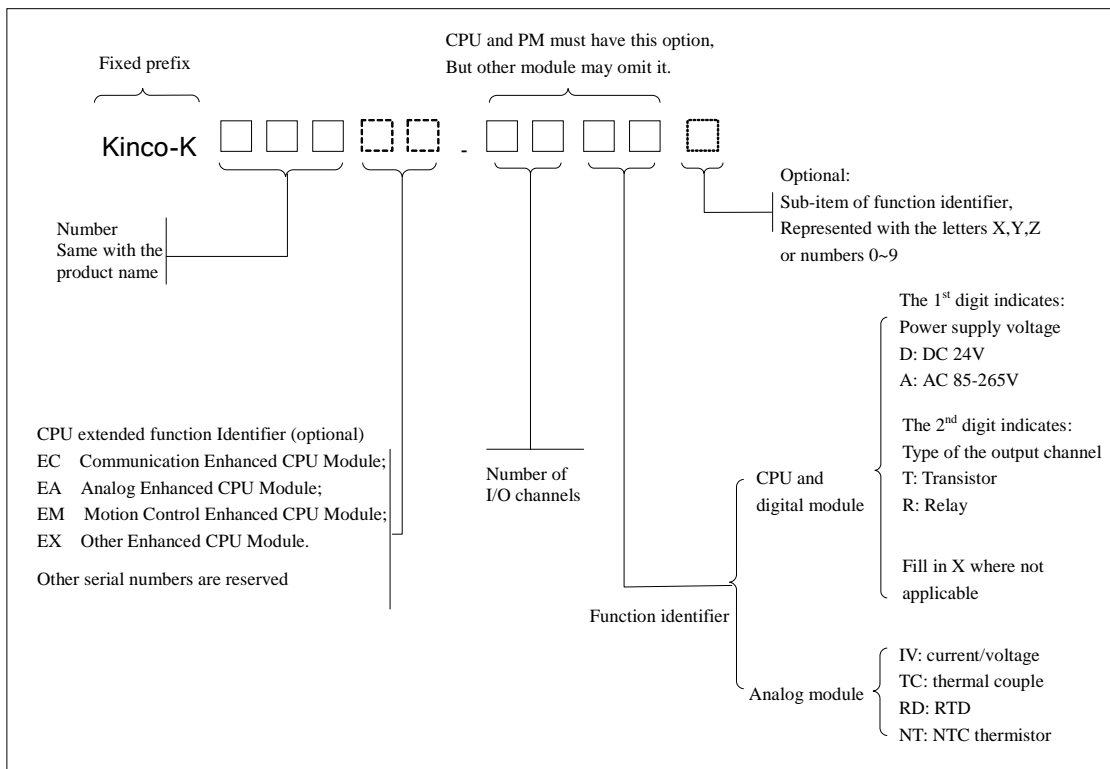 CPU and PM must have this option,
But other module may omit it.
Fixed prefix
Kinco-K
-
Optional:
Sub-item of function identifier,
Represented with the letters X,Y,Z
or numbers 0~9
Number
Same with the
product name
The 1st digit indicates:
Power supply voltage
D: DC 24V
A: AC 85-265V
The 2nd digit indicates:
Type of the output channel
T: Transistor
R: Relay
Fill in X where not
applicable
CPU extended function Identifier (optional)
EC Communication Enhanced CPU Module;
EA Analog Enhanced CPU Module;
EM Motion Control Enhanced CPU Module;
EX Other Enhanced CPU Module.
Other serial numbers are reserved
Number of
I/O channels
CPU and
digital module
Function identifier
Analog module
IV: current/voltage
TC: thermal couple
RD: RTD
NT: NTC thermistor